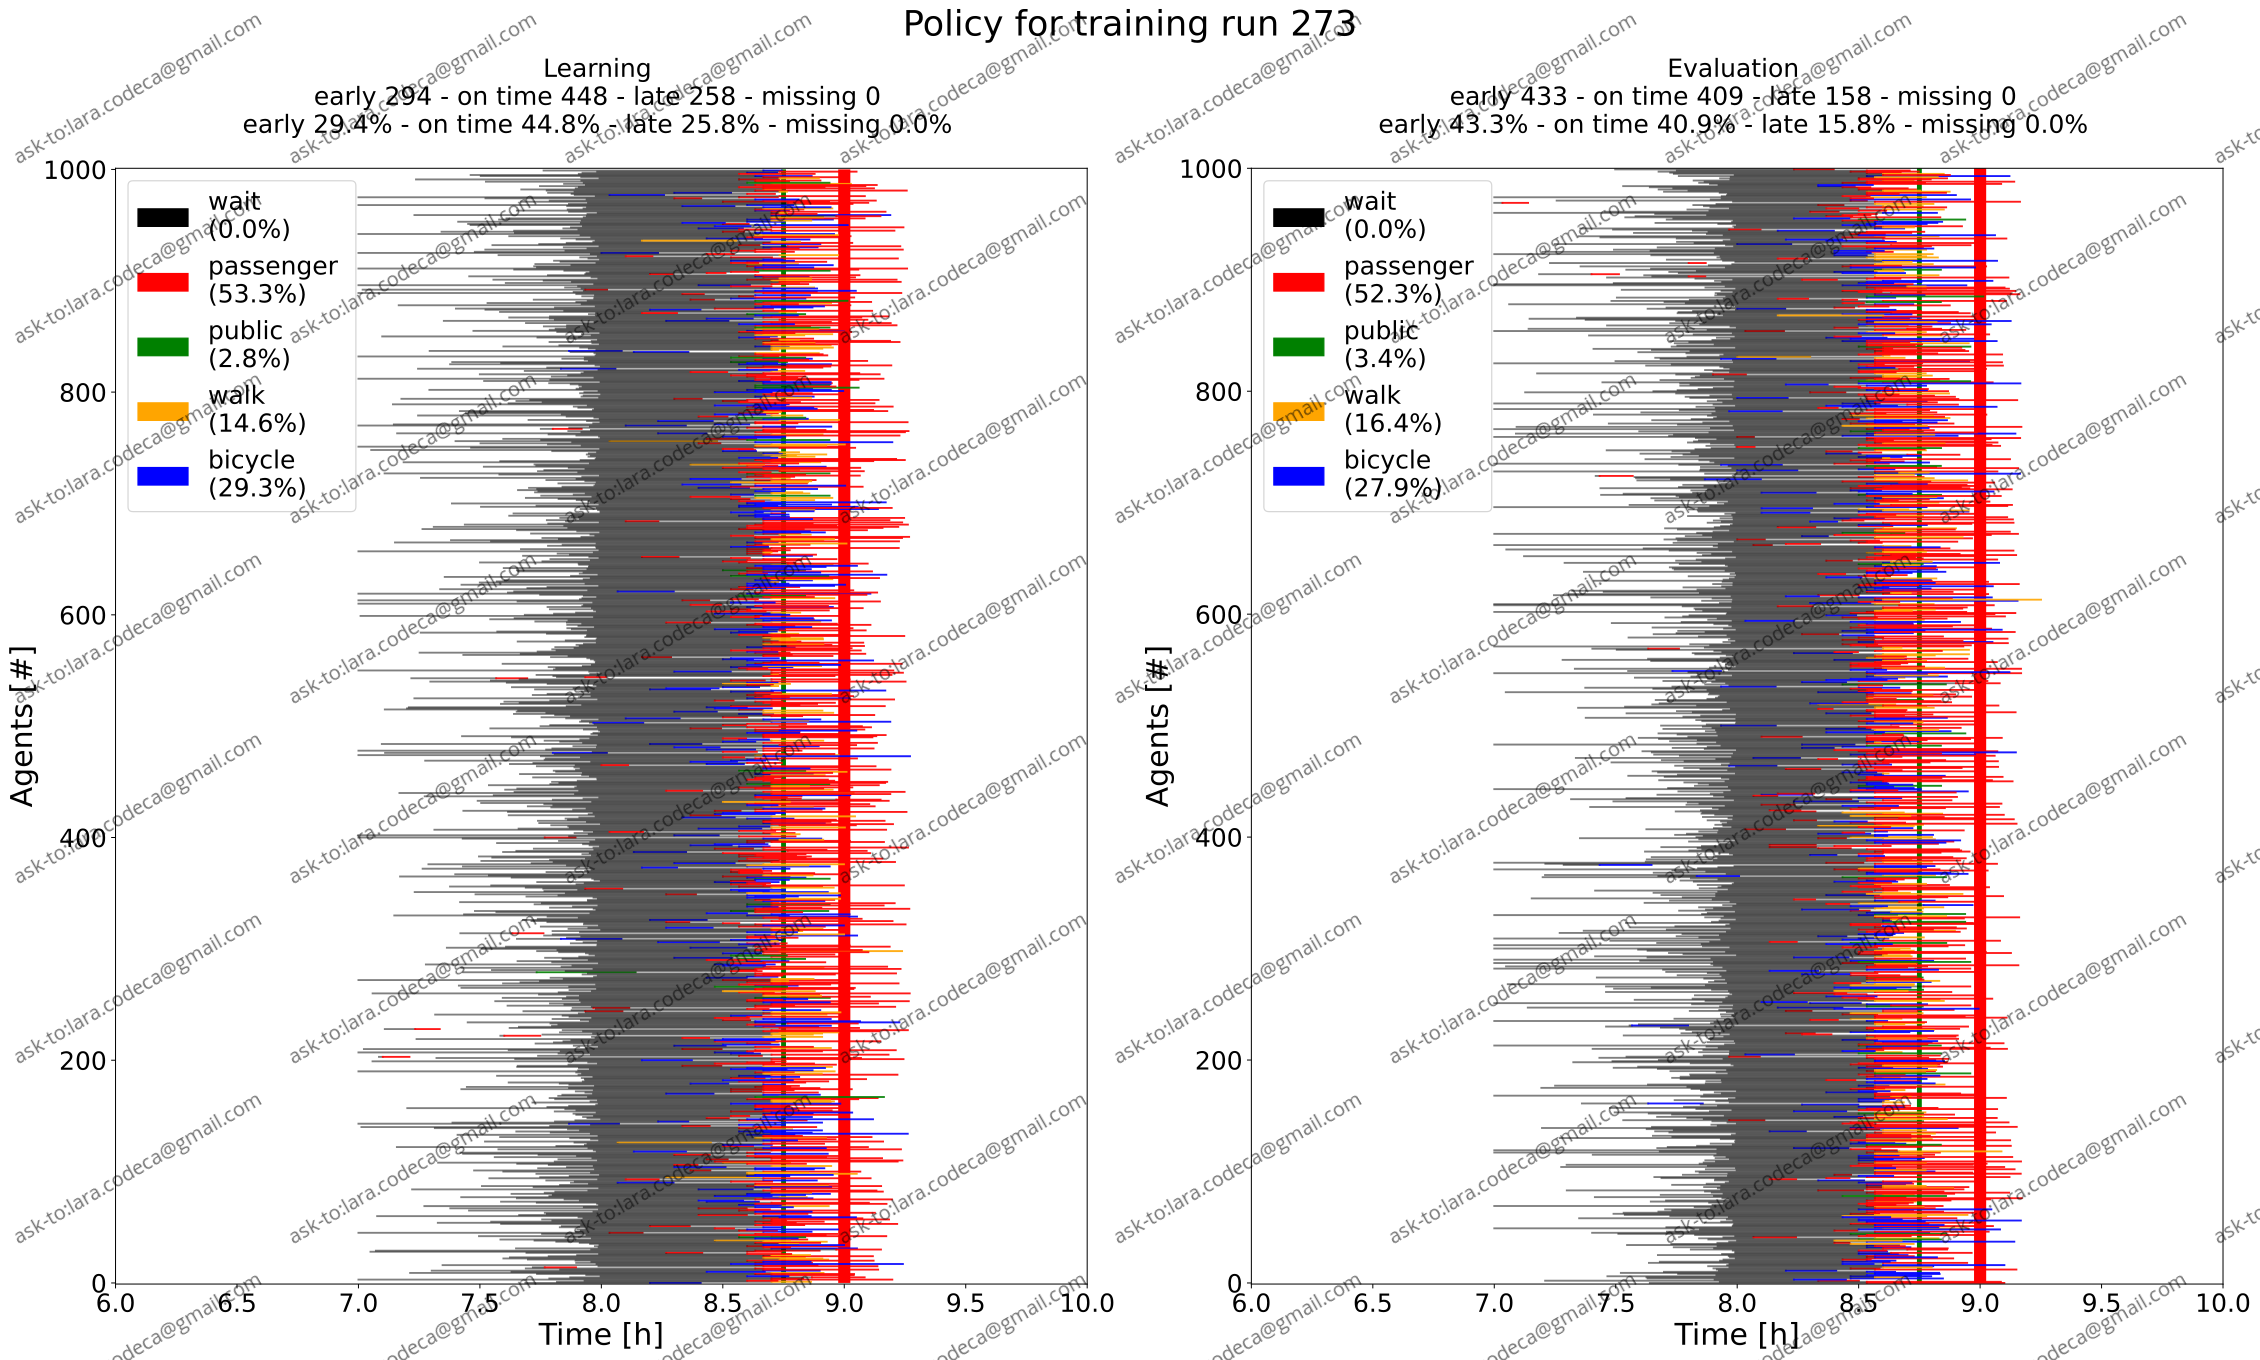 Policy for training run 273
Learning
early 294 - on time 448 - late 258 - missing 0
early 29.4% - on time 44.8% - late 25.8% - missing 0.0%
1000
800
600
400
200
0
Agents [#]
wait
(0.0%)
passenger
(53.3%)
public
(2.8%)
walk
(14.6%)
bicycle
(29.3%)
6.0 6.5 7.0 7.5 8.0 8.5 9.0 9.5 10.0
Time [h]
Evaluation
early 433 - on time 409 - late 158 - missing 0
early 43.3% - on time 40.9% - late 15.8% - missing 0.0%
1000
800
600
400
200
0
Agents [#]
wait
(0.0%)
passenger
(52.3%)
public
(3.4%)
walk
(16.4%)
bicycle
(27.9%)
6.0 6.5 7.0 7.5 8.0 8.5 9.0 9.5 10.0
Time [h]
ask-to:lara.codeca@gmail.com